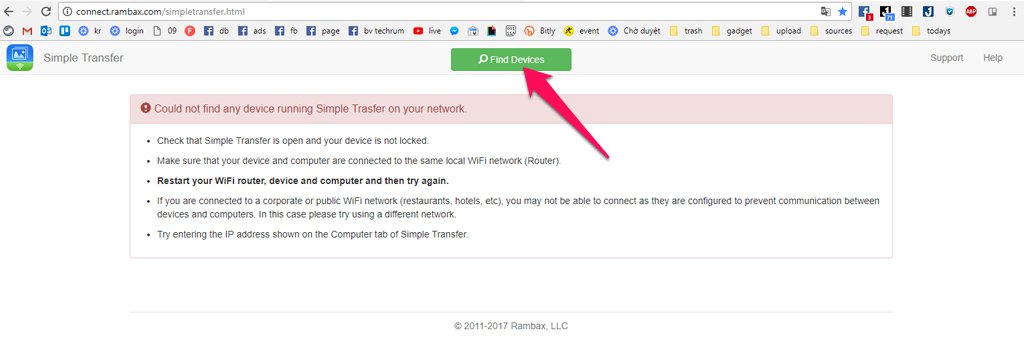 connect.rambax.com/simpletransfer.html
3
71
ABP
M
kr
login
09
F
db
ads
fb
page
bv techrum
live
Bitly
event
Chờ duyệt
trash
gadget
upload
sources
request
todays
Simple Transfer
Find Devices
Support
Help
Could not find any device running Simple Trasfer on your network.
• Check that Simple Transfer is open and your device is not locked.
• Make sure that your device and computer are connected to the same local WiFi network (Router).
• Restart your WiFi router, device and computer and then try again.
• If you are connected to a corporate or public WiFi network (restaurants, hotels, etc), you may not be able to connect as they are configured to prevent communication between
devices and computers. In this case please try using a different network.
• Try entering the IP address shown on the Computer tab of Simple Transfer.
© 2011-2017 Rambax, LLC